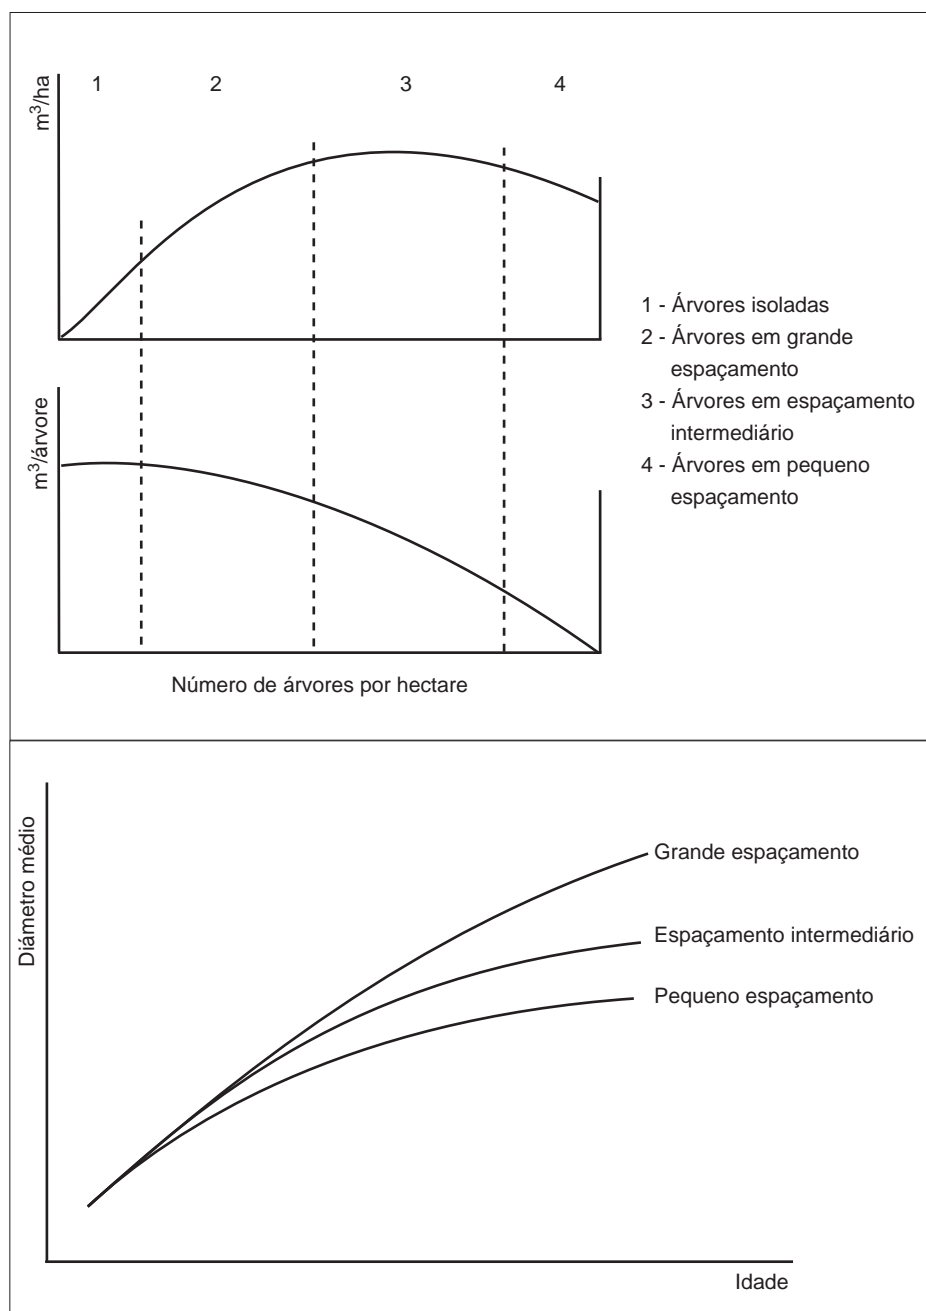 1
2
3
4
m³/ha
1 - Árvores isoladas
2 - Árvores em grande
espaçamento
3 - Árvores em espaçamento
intermediário
4 - Árvores em pequeno
espaçamento
m³/árvore
Número de árvores por hectare
Diámetro médio
Grande espaçamento
Espaçamento intermediário
Pequeno espaçamento
Idade